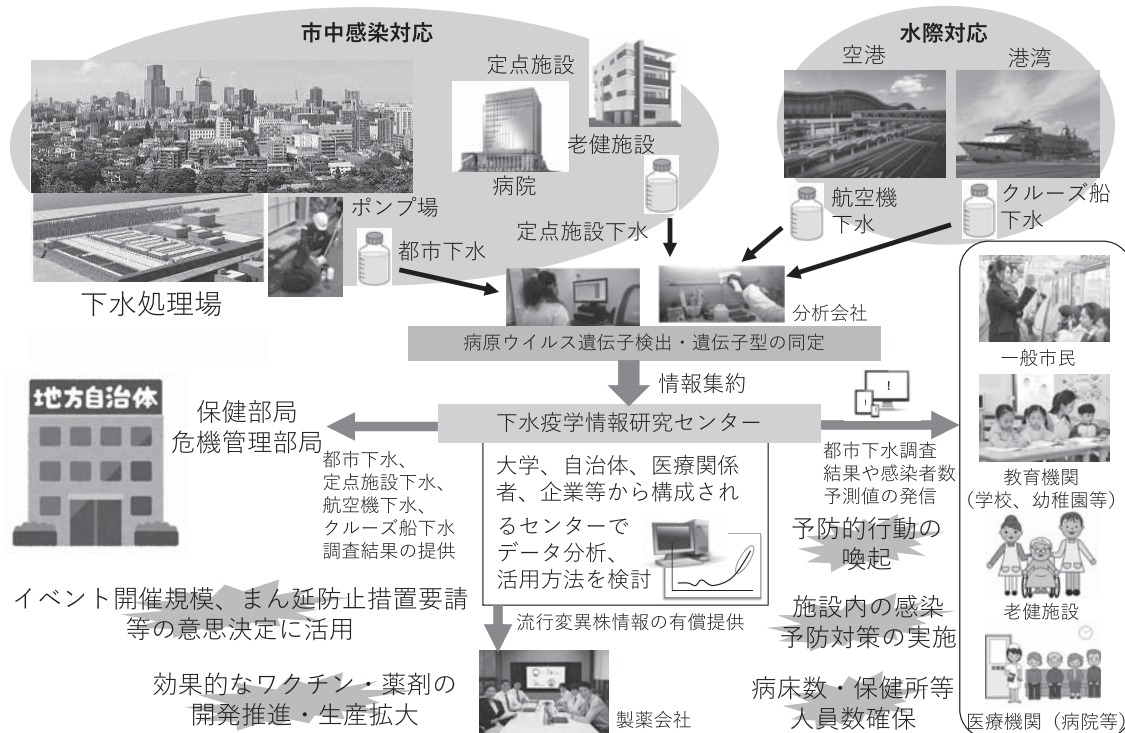 市中感染対応
水際対応
定点施設
老健施設
病院
空港
港湾
ポンプ場
都市下水
定点施設下水
航空機
下水
クルーズ船
下水
下水処理場
分析会社
病原ウイルス遺伝子検出・遺伝子型の同定
情報集約
下水疫学情報研究センター
大学、自治体、医療関係
者、企業等から構成され
るセンターで
データ分析、
活用方法を検討
地方自治体
保健部局
危機管理部局
都市下水、
定点施設下水、
航空機下水、
クルーズ船下水
調査結果の提供
イベント開催規模、まん延防止措置要請
等の意思決定に活用
流行変異株情報の有償提供
効果的なワクチン・薬剤の
開発推進・生産拡大
製薬会社
!
!
!
都市下水調査
結果や感染者数
予測値の発信
予防的行動の
喚起
施設内の感染
予防対策の実施
病床数・保健所等
人員数確保
一般市民
教育機関
(学校、幼稚園等)
老健施設
医療機関(病院等)